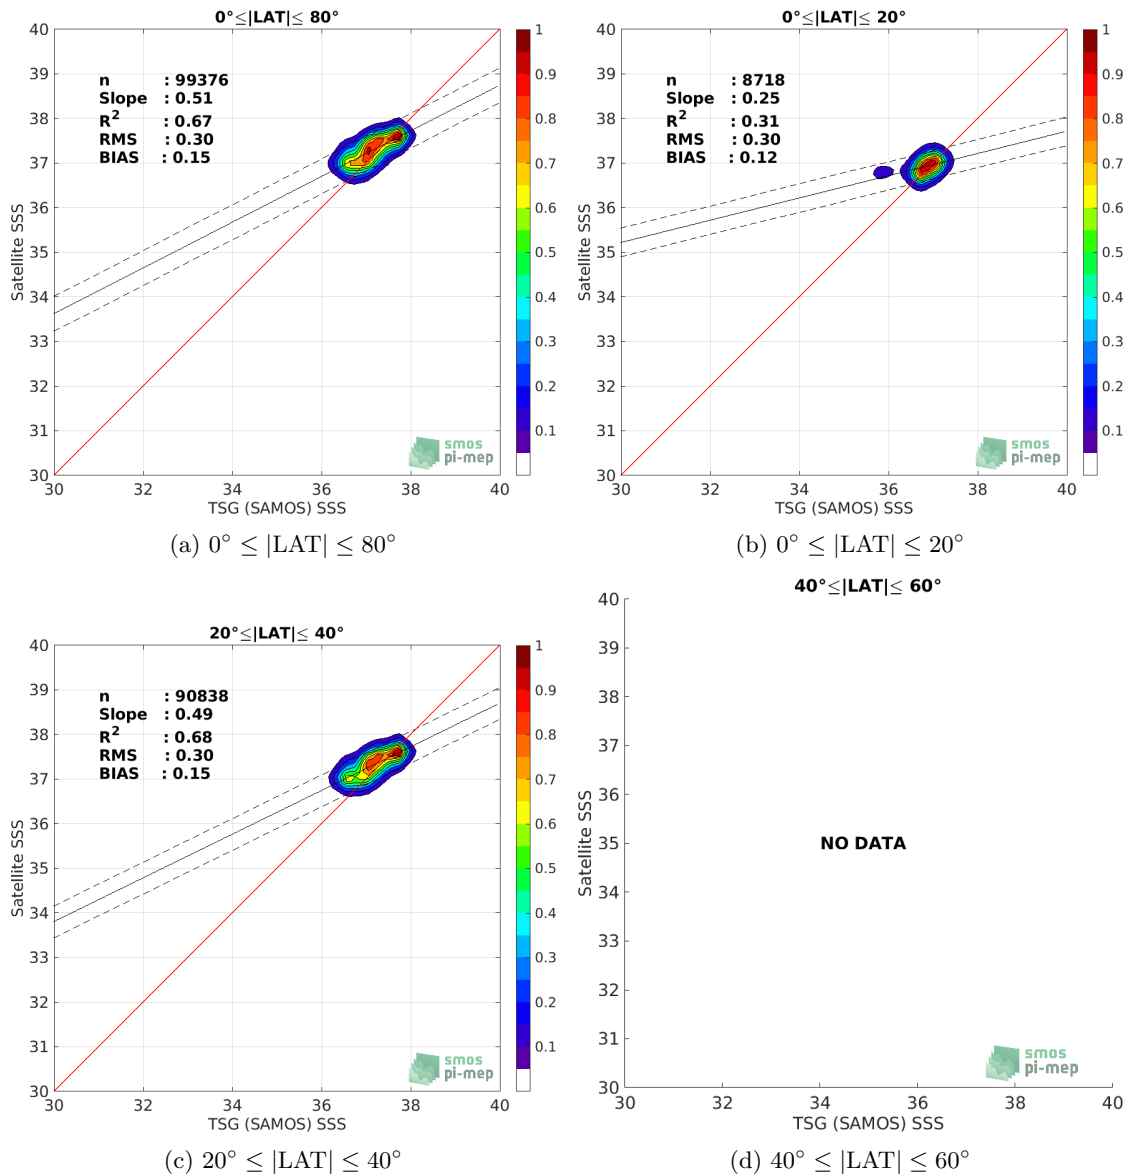 0°≤|LAT|≤ 80°
40
39
38
37
36
35
34
33
32
31
30
Satellite SSS
n : 99376
Slope : 0.51
R2 : 0.67
RMS : 0.30
BIAS : 0.15
smos
pi-mep
30 32 34 36 38 40
TSG (SAMOS) SSS
1
0.9
0.8
0.7
0.6
0.5
0.4
0.3
0.2
0.1
(a) 0° ≤ |LAT| ≤ 80°
0°≤|LAT|≤ 20°
40
39
38
37
36
35
34
33
32
31
30
Satellite SSS
n : 8718
Slope : 0.25
R2 : 0.31
RMS : 0.30
BIAS : 0.12
smos
pi-mep
30 32 34 36 38 40
TSG (SAMOS) SSS
1
0.9
0.8
0.7
0.6
0.5
0.4
0.3
0.2
0.1
(b) 0° ≤ |LAT| ≤ 20°
20°≤|LAT|≤ 40°
40
39
38
37
36
35
34
33
32
31
30
Satellite SSS
n : 90838
Slope : 0.49
R2 : 0.68
RMS : 0.30
BIAS : 0.15
smos
pi-mep
30 32 34 36 38 40
TSG (SAMOS) SSS
1
0.9
0.8
0.7
0.6
0.5
0.4
0.3
0.2
0.1
(c) 20° ≤ |LAT| ≤ 40°
40°≤|LAT|≤ 60°
40
39
38
37
36
35
34
33
32
31
30
Satellite SSS
NO DATA
smos
pi-mep
30 32 34 36 38 40
TSG (SAMOS) SSS
(d) 40° ≤ |LAT| ≤ 60°